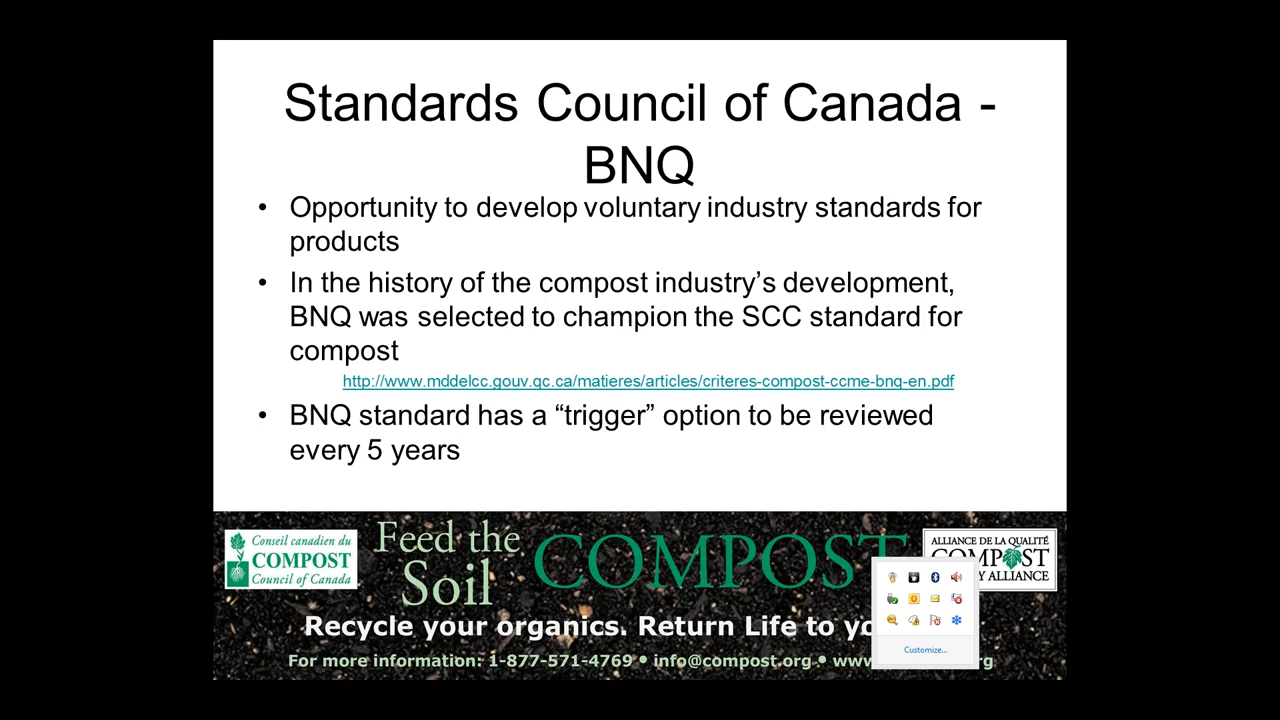 Standards Council of Canada -
BNQ
• Opportunity to develop voluntary industry standards for
products
• In the history of the compost industry’s development,
BNQ was selected to champion the SCC standard for
compost
http://www.mddelcc.gouv.qc.ca/matieres/articles/criteres-compost-ccme-bnq-en.pdf
• BNQ standard has a “trigger” option to be reviewed
every 5 years
Conseil canadien du
COMPOST
Council of Canada
Feed the
Soil
COMPOST
ALLIANCE DE LA QUALITÉ
COMPOST
ALLIANCE
Recycle your organics. Return Life to
For more information: 1-877-571-4769 • info@compost.org •
Customize...